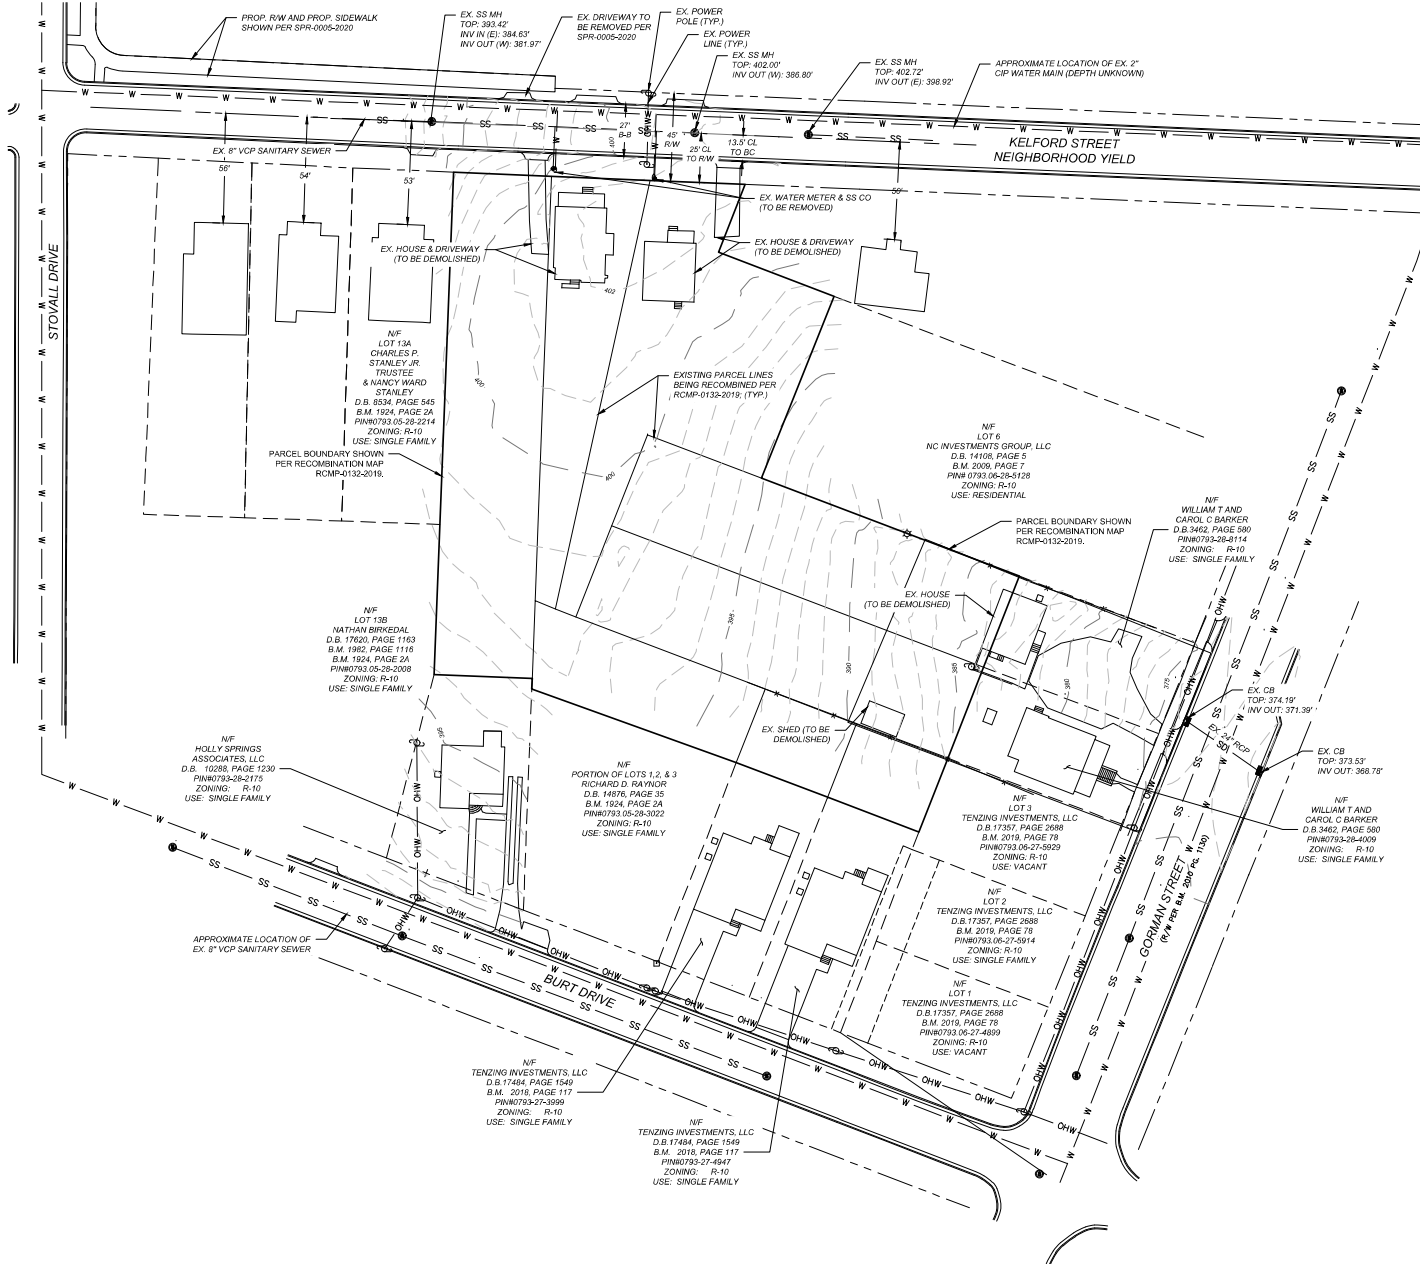 PROP. R/W AND PROP. SIDEWALK
SHOWN PER SPR-0005-2020
EX. SS MH
TOP: 393.42'
INV IN (E): 384.63'
INV OUT (W): 381.97'
EX. DRIVEWAY TO
BE REMOVED PER
SPR-0005-2020
EX. POWER
POLE (TYP.)
EX. POWER
LINE (TYP.)
EX. SS MH
TOP: 402.00'
INV OUT (W): 386.80'
EX. SS MH
TOP: 402.72'
INV OUT (E): 398.92'
APPROXIMATE LOCATION OF EX. 2"
CIP WATER MAIN (DEPTH UNKNOWN)
KELFORD STREET
NEIGHBORHOOD YIELD
EX. 8" VCP SANITARY SEWER
27'
B-B
45'
R/W
25' CL
TO R/W
13.5' CL
TO BC
56'
54'
53'
50'
EX. WATER METER & SS CO
(TO BE REMOVED)
EX. HOUSE & DRIVEWAY
(TO BE DEMOLISHED)
EX. HOUSE & DRIVEWAY
(TO BE DEMOLISHED)
STOVALL DRIVE
N/F
LOT 13A
CHARLES P.
STANLEY JR.
TRUSTEE
& NANCY WARD
STANLEY
D.B. 8534, PAGE 545
B.M. 1924, PAGE 2A
PIN#0793.05-28-2214
ZONING: R-10
USE: SINGLE FAMILY
EXISTING PARCEL LINES
BEING RECOMBINED PER
RCMP-0132-2019; (TYP.)
PARCEL BOUNDARY SHOWN
PER RECOMBINATION MAP
RCMP-0132-2019.
N/F
LOT 6
NC INVESTMENTS GROUP, LLC
D.B. 14108, PAGE 5
B.M. 2009, PAGE 7
PIN# 0793.06-28-5128
ZONING: R-10
USE: RESIDENTIAL
PARCEL BOUNDARY SHOWN
PER RECOMBINATION MAP
RCMP-0132-2019.
N/F
WILLIAM T AND
CAROL C BARKER
D.B.3462, PAGE 580
PIN#0793-28-8114
ZONING: R-10
USE: SINGLE FAMILY
EX. HOUSE
(TO BE DEMOLISHED)
N/F
LOT 13B
NATHAN BIRKEDAL
D.B. 17620, PAGE 1163
B.M. 1982, PAGE 1116
B.M. 1924, PAGE 2A
PIN#0793.05-28-2008
ZONING: R-10
USE: SINGLE FAMILY
400
402
400
400
395
390
385
380
375
395
EX. SHED (TO BE
DEMOLISHED)
EX. CB
TOP: 374.19'
INV OUT: 371.39'
EX. 24" RCP
SD
EX. CB
TOP: 373.53'
INV OUT: 368.78'
N/F
HOLLY SPRINGS
ASSOCIATES, LLC
D.B. 10288, PAGE 1230
PIN#0793-28-2175
ZONING: R-10
USE: SINGLE FAMILY
N/F
PORTION OF LOTS 1,2, & 3
RICHARD D. RAYNOR
D.B. 14876, PAGE 35
B.M. 1924, PAGE 2A
PIN#0793.05-28-3022
ZONING: R-10
USE: SINGLE FAMILY
N/F
LOT 3
TENZING INVESTMENTS, LLC
D.B.17357, PAGE 2688
B.M. 2019, PAGE 78
PIN#0793.06-27-5929
ZONING: R-10
USE: VACANT
N/F
WILLIAM T AND
CAROL C BARKER
D.B.3462, PAGE 580
PIN#0793-28-4009
ZONING: R-10
USE: SINGLE FAMILY
N/F
LOT 2
TENZING INVESTMENTS, LLC
D.B.17357, PAGE 2688
B.M. 2019, PAGE 78
PIN#0793.06-27-5914
ZONING: R-10
USE: SINGLE FAMILY
GORMAN STREET
(R/W PER B.M. 2010 PG. 1130)
APPROXIMATE LOCATION OF
EX. 8" VCP SANITARY SEWER
BURT DRIVE
N/F
LOT 1
TENZING INVESTMENTS, LLC
D.B.17357, PAGE 2688
B.M. 2019, PAGE 78
PIN#0793.06-27-4899
ZONING: R-10
USE: VACANT
N/F
TENZING INVESTMENTS, LLC
D.B.17484, PAGE 1549
B.M. 2018, PAGE 117
PIN#0793-27-3999
ZONING: R-10
USE: SINGLE FAMILY
N/F
TENZING INVESTMENTS, LLC
D.B.17484, PAGE 1549
B.M. 2018, PAGE 117
PIN#0793-27-4947
ZONING: R-10
USE: SINGLE FAMILY